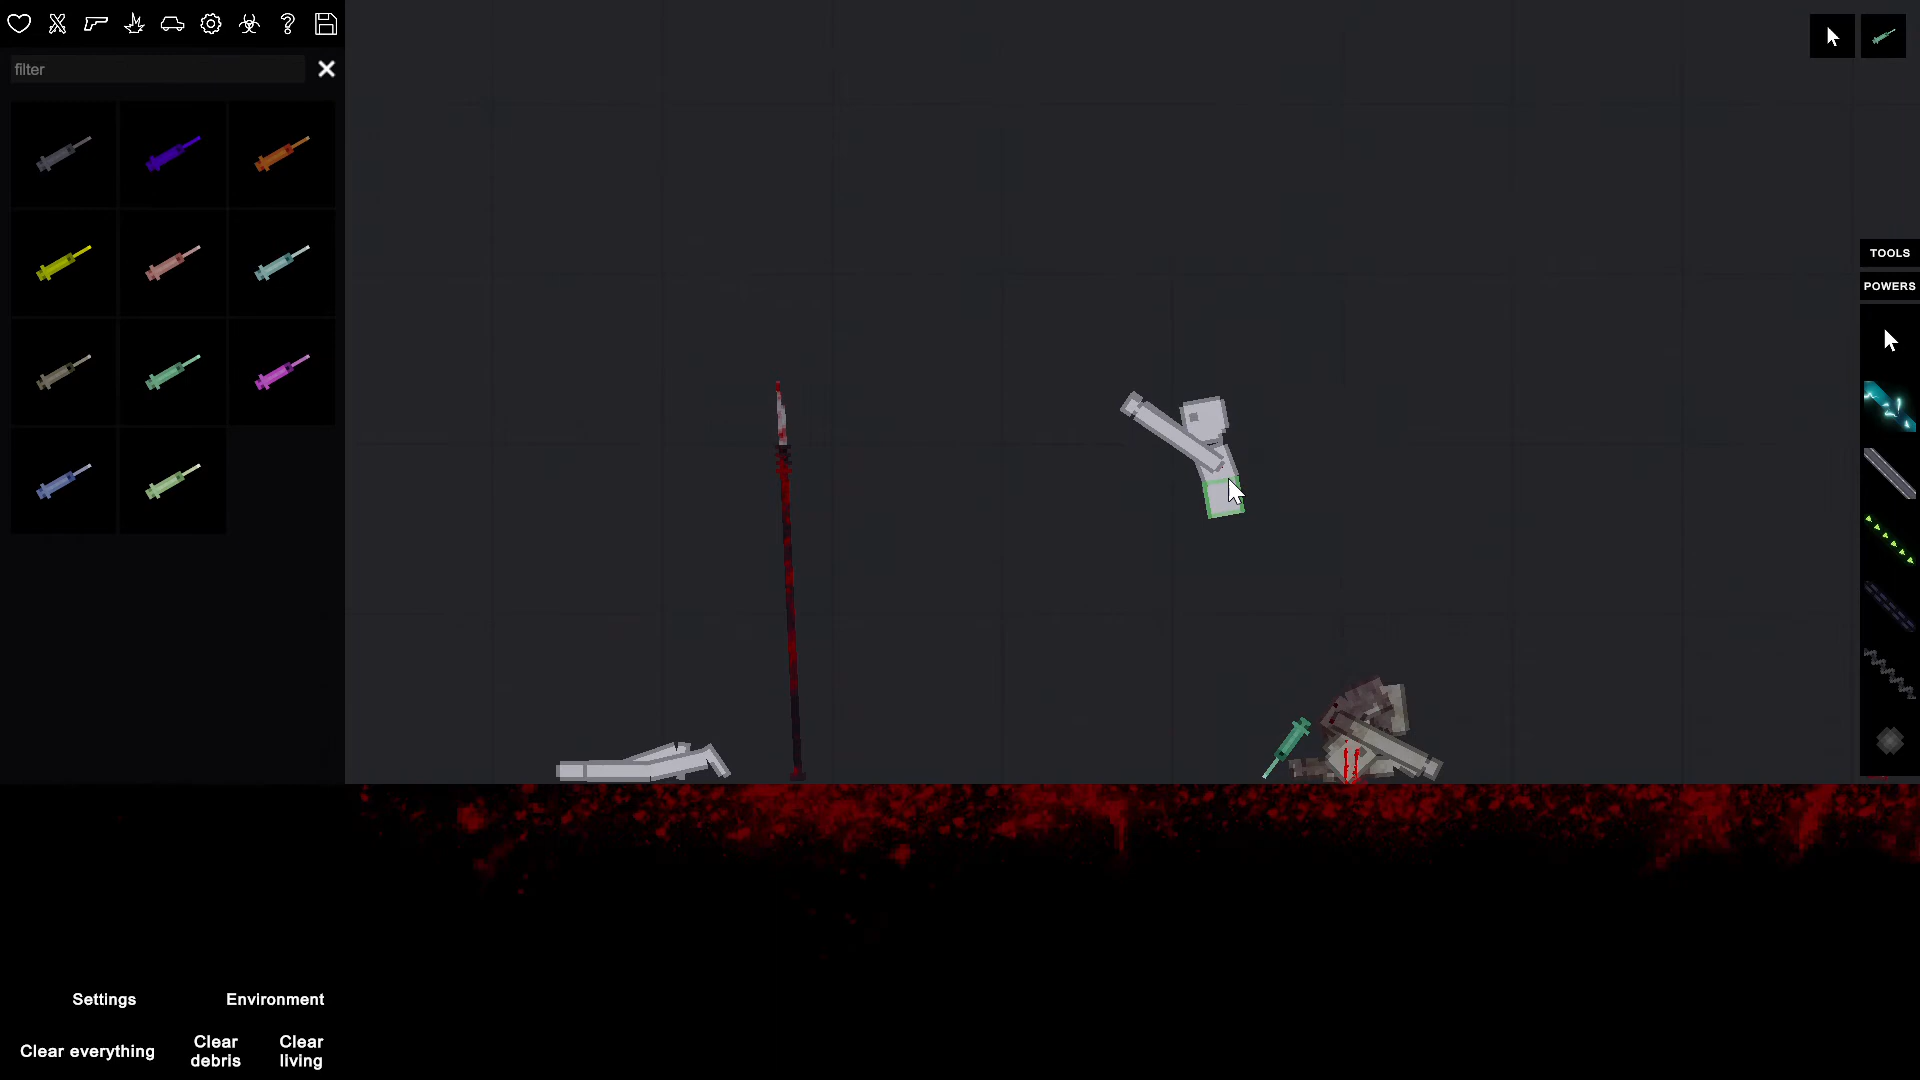 filter
TOOLS
POWERS
Settings
Environment
Clear everything
Clear
debris
Clear
living